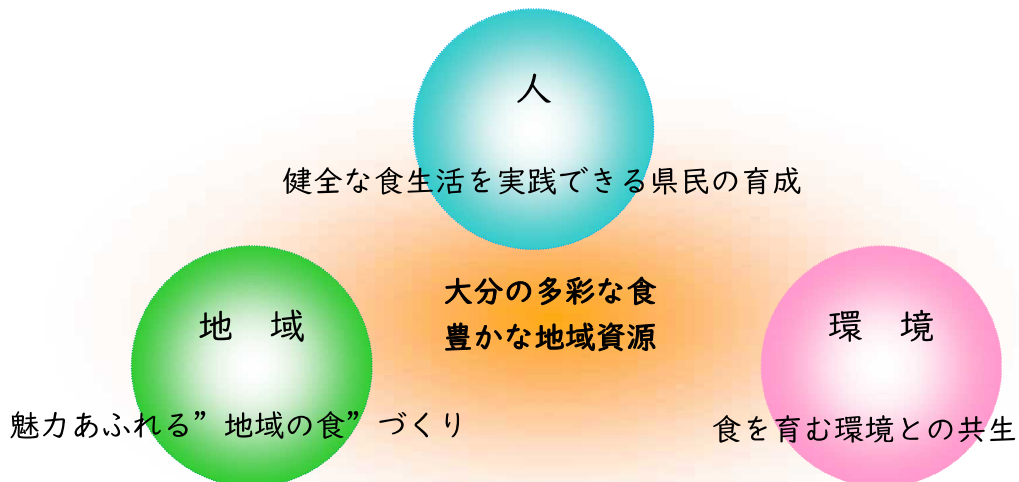 人
健全な食生活を実践できる県民の育成
大分の多彩な食
豊かな地域資源
地　域
魅力あふれる”地域の食”づくり
環　境
食を育む環境との共生